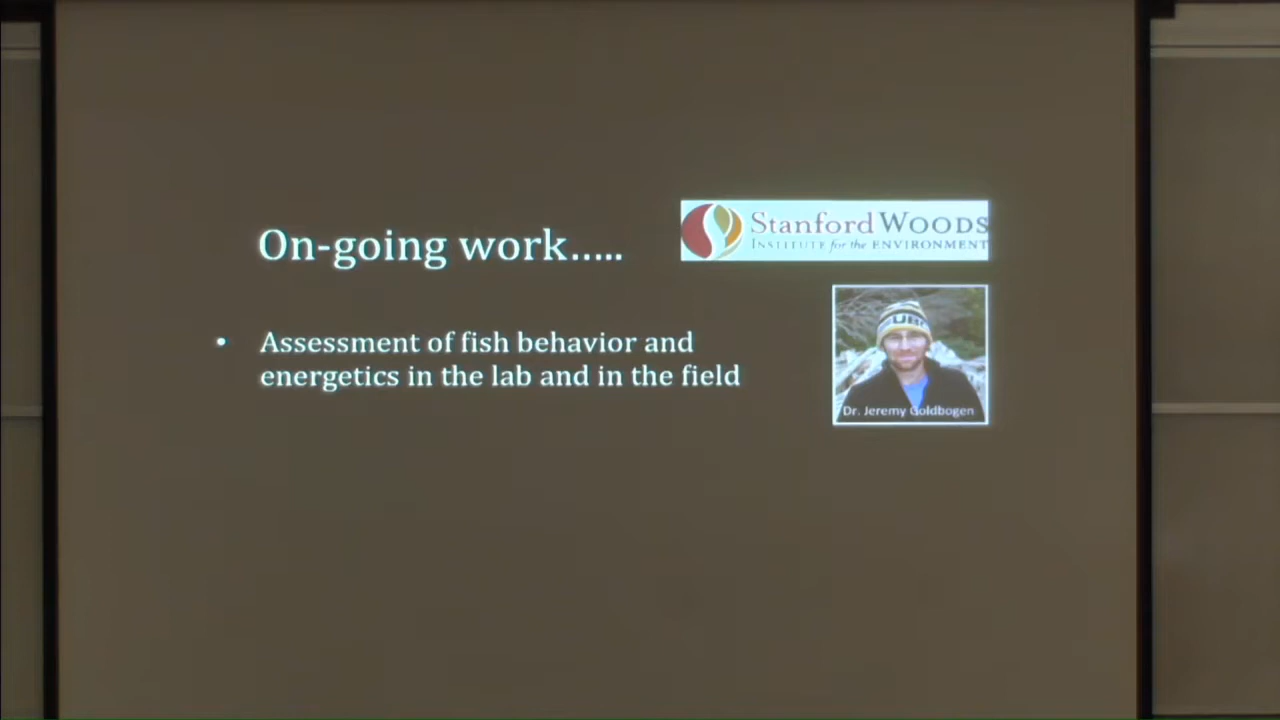 On-going work.....
Stanford WOODS
INSTITUTE for the ENVIRONMENT
• Assessment of fish behavior and
energetics in the lab and in the field
UBC
Dr. Jeremy Goldbogen